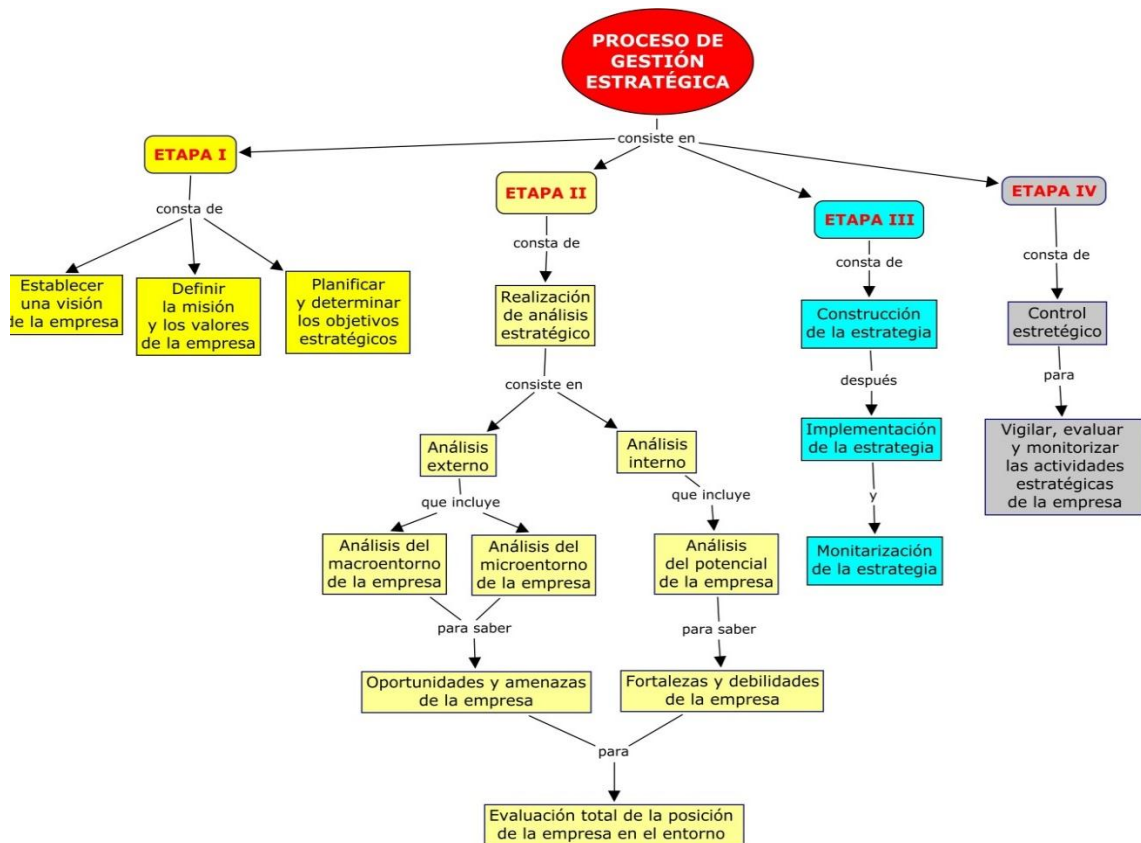 PROCESO DE
GESTIÓN
ESTRATÉGICA
consiste en
ETAPA I
consta de
Establecer
una visión
de la empresa
Definir
la misión
y los valores
de la empresa
Planificar
y determinar
los objetivos
estratégicos
ETAPA II
consta de
Realización
de análisis
estratégico
consiste en
Análisis
externo
que incluye
Análisis del
macroentorno
de la empresa
Análisis del
microentorno
de la empresa
para saber
Oportunidades y amenazas
de la empresa
Análisis
interno
que incluye
Análisis
del potencial
de la empresa
para saber
Fortalezas y debilidades
de la empresa
para
Evaluación total de la posición
de la empresa en el entorno
ETAPA III
consta de
Construcción
de la estrategia
después
Implementación
de la estrategia
y
Monitarización
de la estrategia
ETAPA IV
consta de
Control
estretégico
para
Vigilar, evaluar
y monitorizar
las actividades
estratégicas
de la empresa